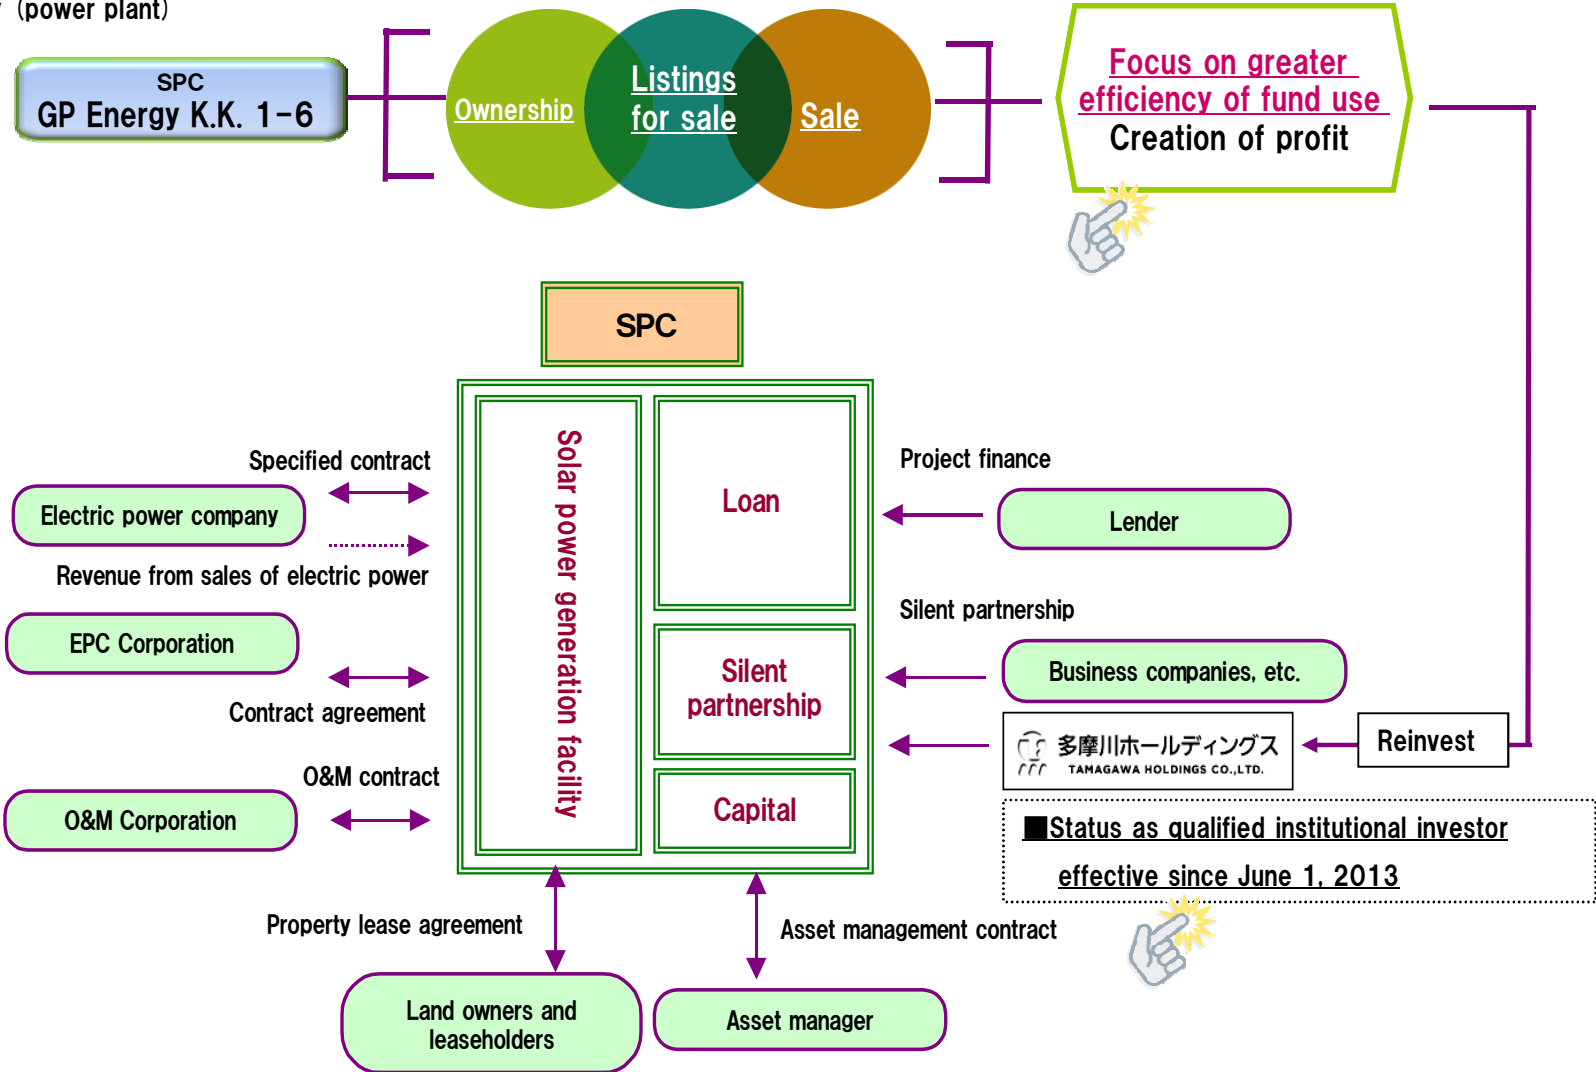 (power plant)
SPC
GP Energy K.K. 1-6
Ownership
Listings
for sale
Sale
Focus on greater
efficiency of fund use
Creation of profit
SPC
Solar power generation facility
Loan
Silent
partnership
Capital
Specified contract
Electric power company
Revenue from sales of electric power
EPC Corporation
Contract agreement
O&M contract
O&M Corporation
Project finance
Lender
Silent partnership
Business companies, etc.
多摩川ホールディングス
TAMAGAWA HOLDINGS CO.,LTD.
Reinvest
■Status as qualified institutional investor
effective since June 1, 2013
Property lease agreement
Asset management contract
Land owners and
leaseholders
Asset manager